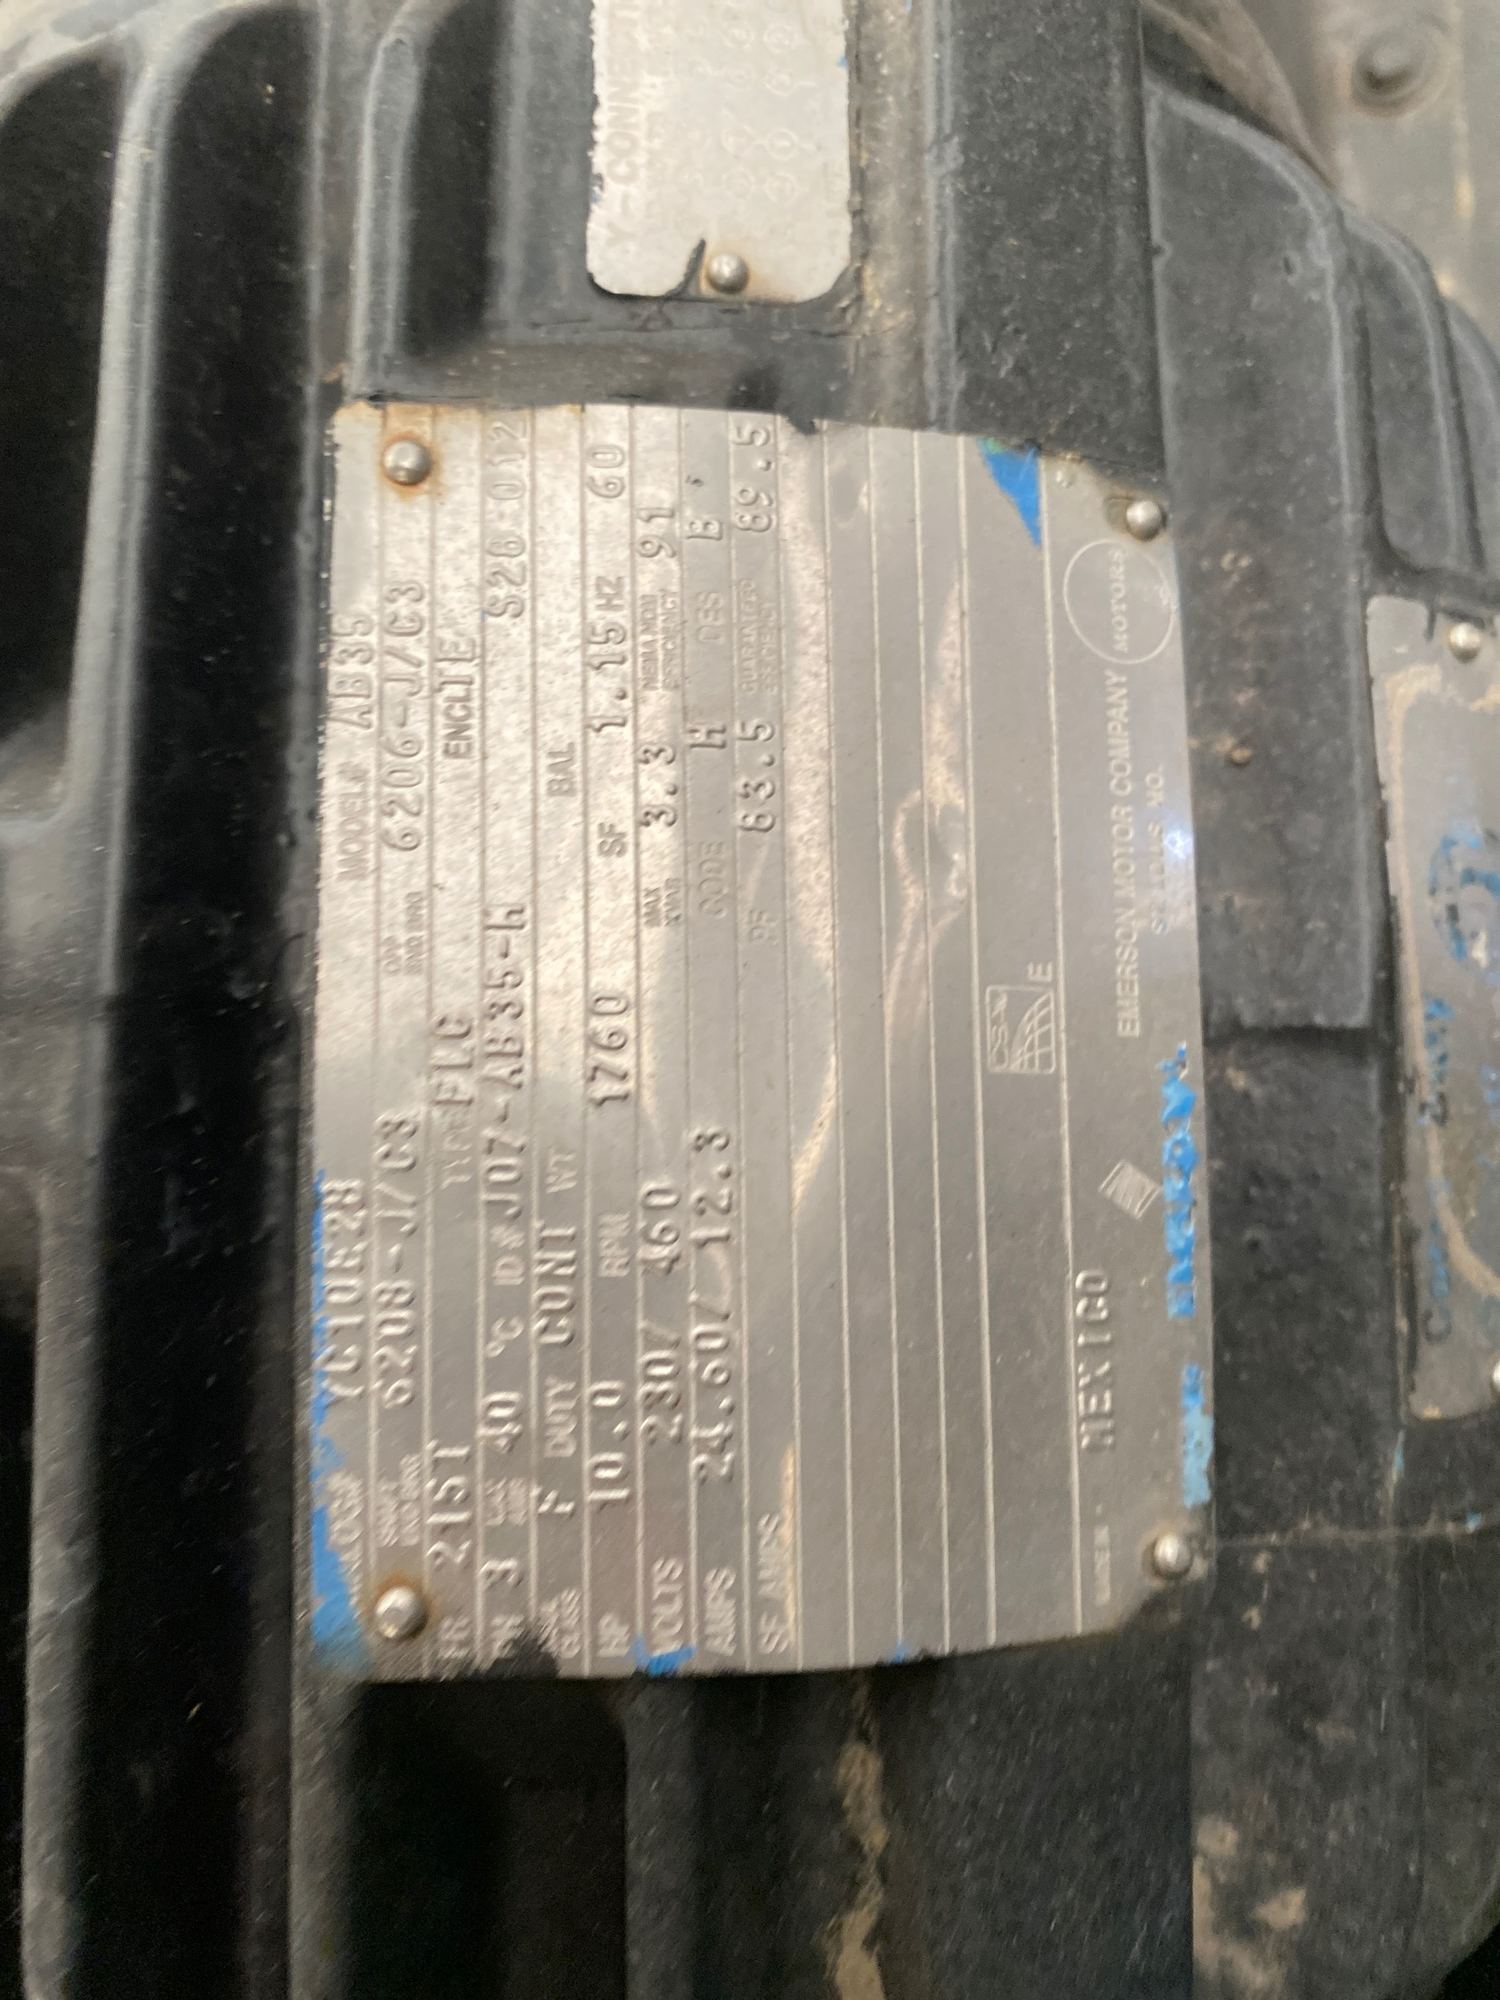 Y-CONNE
7C10E2H MODEL# AB35
SHAFT END BRG 6208-J/C3 OPP END BRG 6206-J/C3
FR 215T TYPE FLC ENCL TE
PH 3 MAX AMB 40 °C ID# J07-AB35-M S28 012
CLASS F DUTY CONT WT BAL
HP 10.0 RPM 1760 SF 1.15 HZ 60
VOLTS 230/ 460 MAX KVAR 3.3 NEMA NOM EFFICIENCY 91
AMPS 24.60/ 12.3 CODE H DES B
SF AMPS PF 83.5 GUARANTEED EFFICIENCY 89.5
E
MADE IN MEXICO EMERSON MOTOR COMPANY MOTORS
EMERSON ST. LOUIS MO.